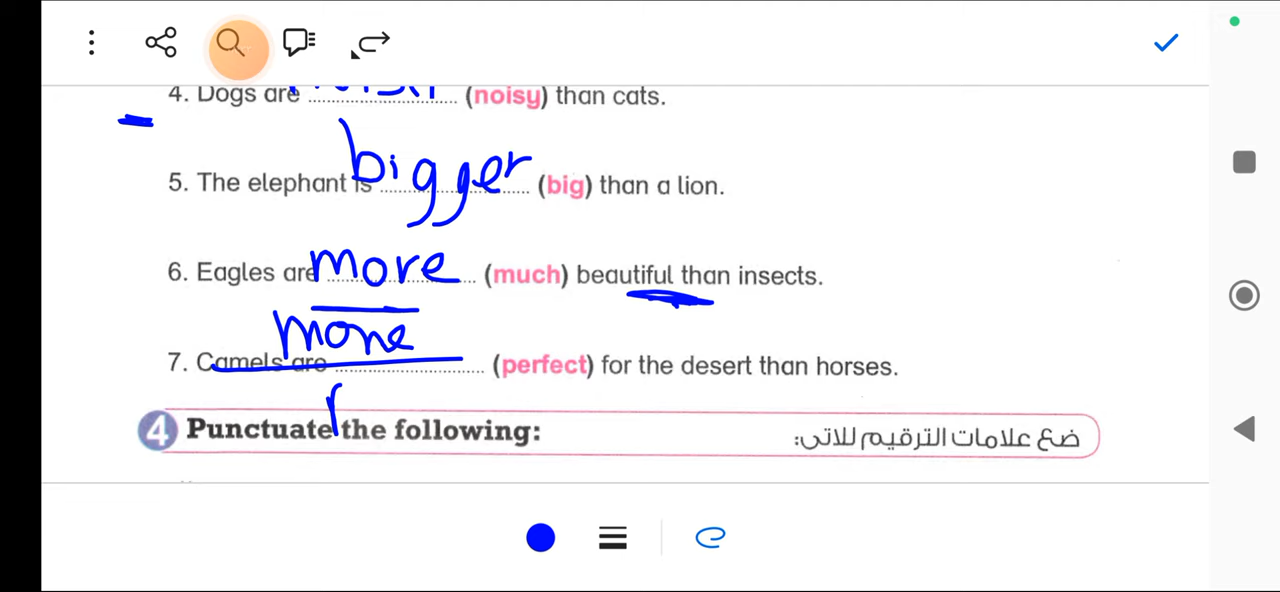 4. Dogs are .......... (noisy) than cats.
bigger
5. The elephant is .......... (big) than a lion.
6. Eagles are more (much) beautiful than insects.
more
7. Camels are .......... (perfect) for the desert than horses.
4 Punctuate the following: ضع علامات الترقيم للآتى: